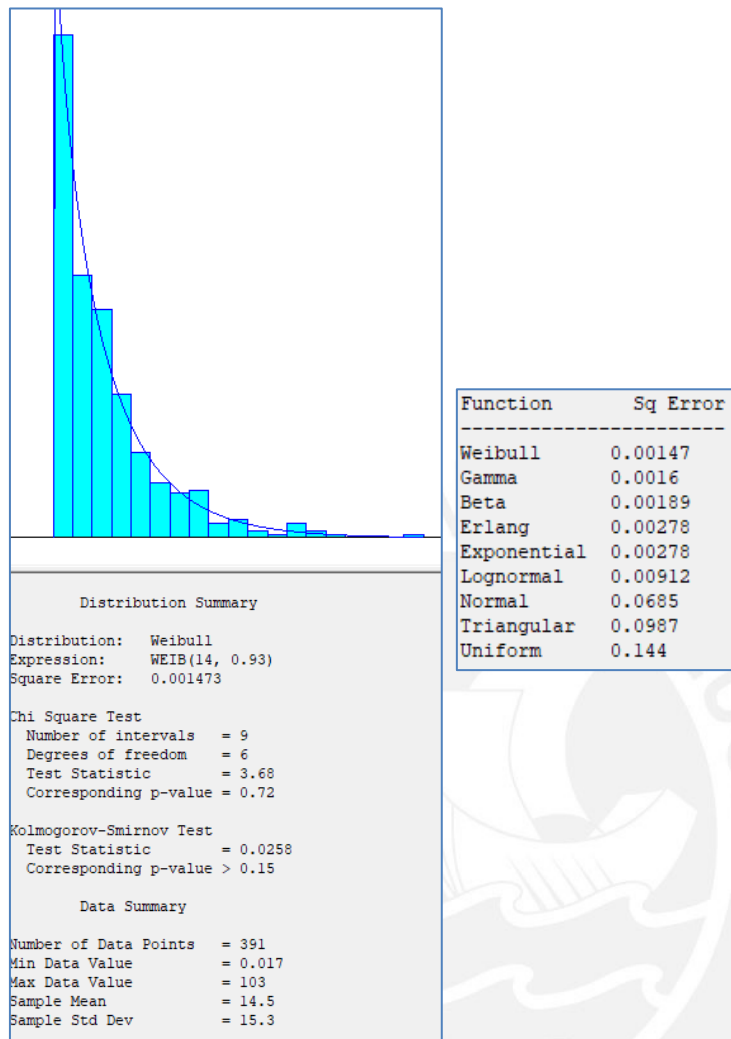 Distribution Summary
Distribution: Weibull
Expression: WEIB(14, 0.93)
Square Error: 0.001473
Chi Square Test
Number of intervals = 9
Degrees of freedom = 6
Test Statistic = 3.68
Corresponding p-value = 0.72
Kolmogorov-Smirnov Test
Test Statistic = 0.0258
Corresponding p-value > 0.15
Data Summary
Number of Data Points = 391
Min Data Value = 0.017
Max Data Value = 103
Sample Mean = 14.5
Sample Std Dev = 15.3
Function Sq Error
------------------------
Weibull 0.00147
Gamma 0.0016
Beta 0.00189
Erlang 0.00278
Exponential 0.00278
Lognormal 0.00912
Normal 0.0685
Triangular 0.0987
Uniform 0.144